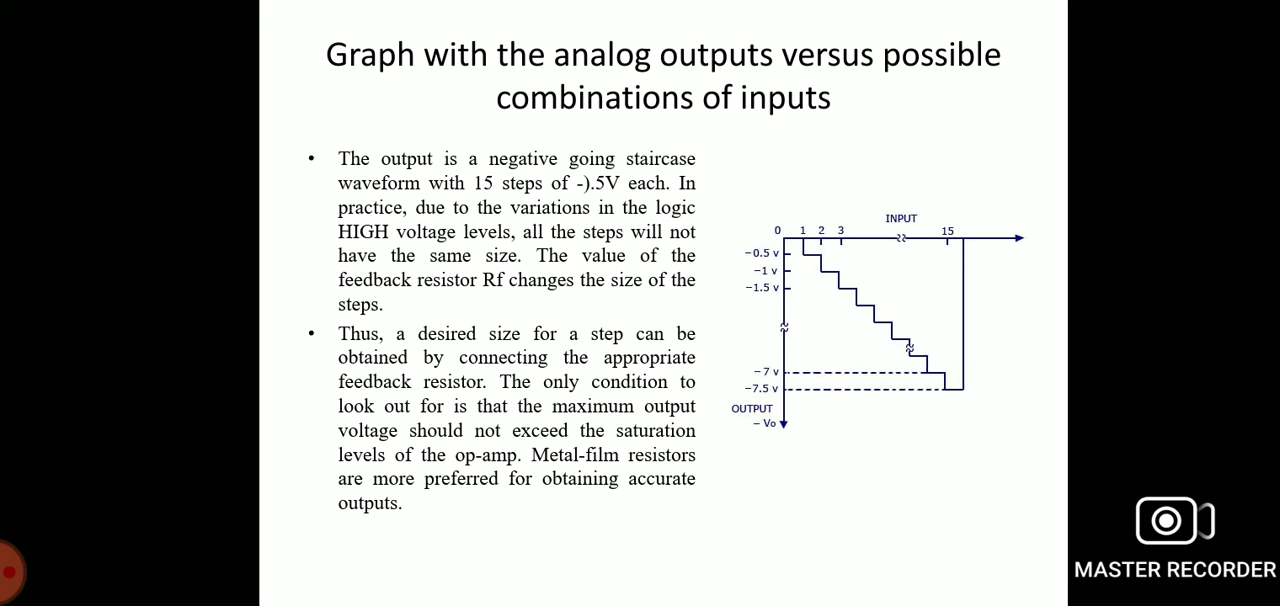 Graph with the analog outputs versus possible
combinations of inputs
• The output is a negative going staircase
waveform with 15 steps of -).5V each. In
practice, due to the variations in the logic
HIGH voltage levels, all the steps will not
have the same size. The value of the
feedback resistor Rf changes the size of the
steps.
• Thus, a desired size for a step can be
obtained by connecting the appropriate
feedback resistor. The only condition to
look out for is that the maximum output
voltage should not exceed the saturation
levels of the op-amp. Metal-film resistors
are more preferred for obtaining accurate
outputs.
INPUT
0 1 2 3 15
−0.5 v
−1 v
−1.5 v
−7 v
−7.5 v
OUTPUT
− Vo
MASTER RECORDER